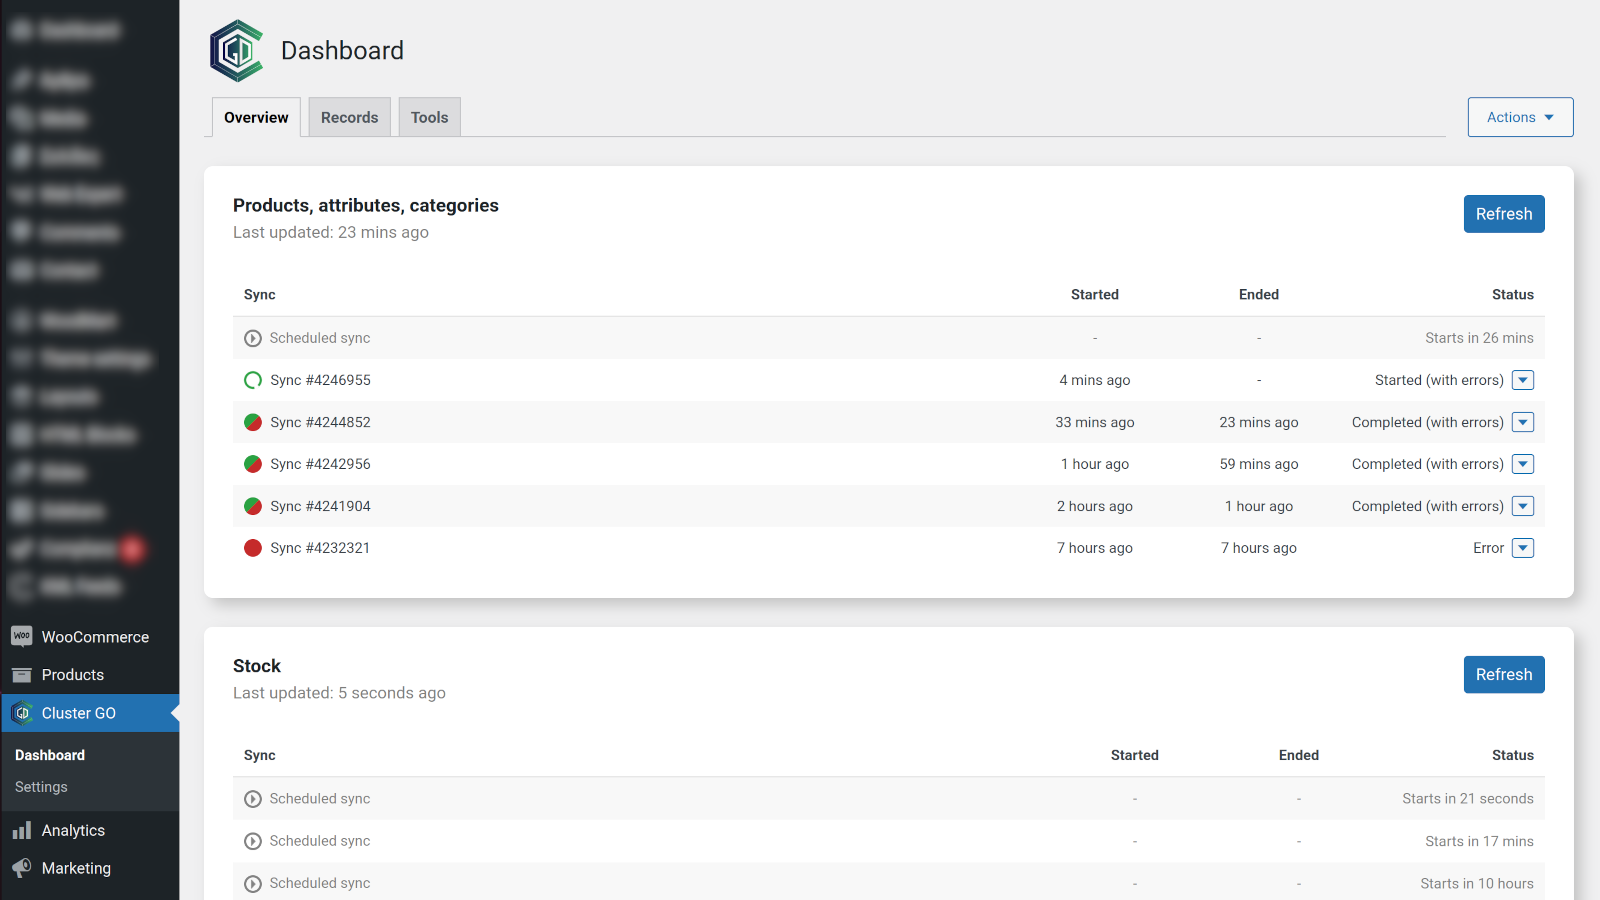 Dashboard
Overview
Records
Tools
Actions
Products, attributes, categories
Last updated: 23 mins ago
Refresh
Sync Started Ended Status
Scheduled sync - - Starts in 26 mins
Sync #4246955 4 mins ago - Started (with errors)
Sync #4244852 33 mins ago 23 mins ago Completed (with errors)
Sync #4242956 1 hour ago 59 mins ago Completed (with errors)
Sync #4241904 2 hours ago 1 hour ago Completed (with errors)
Sync #4232321 7 hours ago 7 hours ago Error
Stock
Last updated: 5 seconds ago
Refresh
Sync Started Ended Status
Scheduled sync - - Starts in 21 seconds
Scheduled sync - - Starts in 17 mins
Scheduled sync - - Starts in 10 hours
Woo WooCommerce
Products
Cluster GO
Dashboard
Settings
Analytics
Marketing